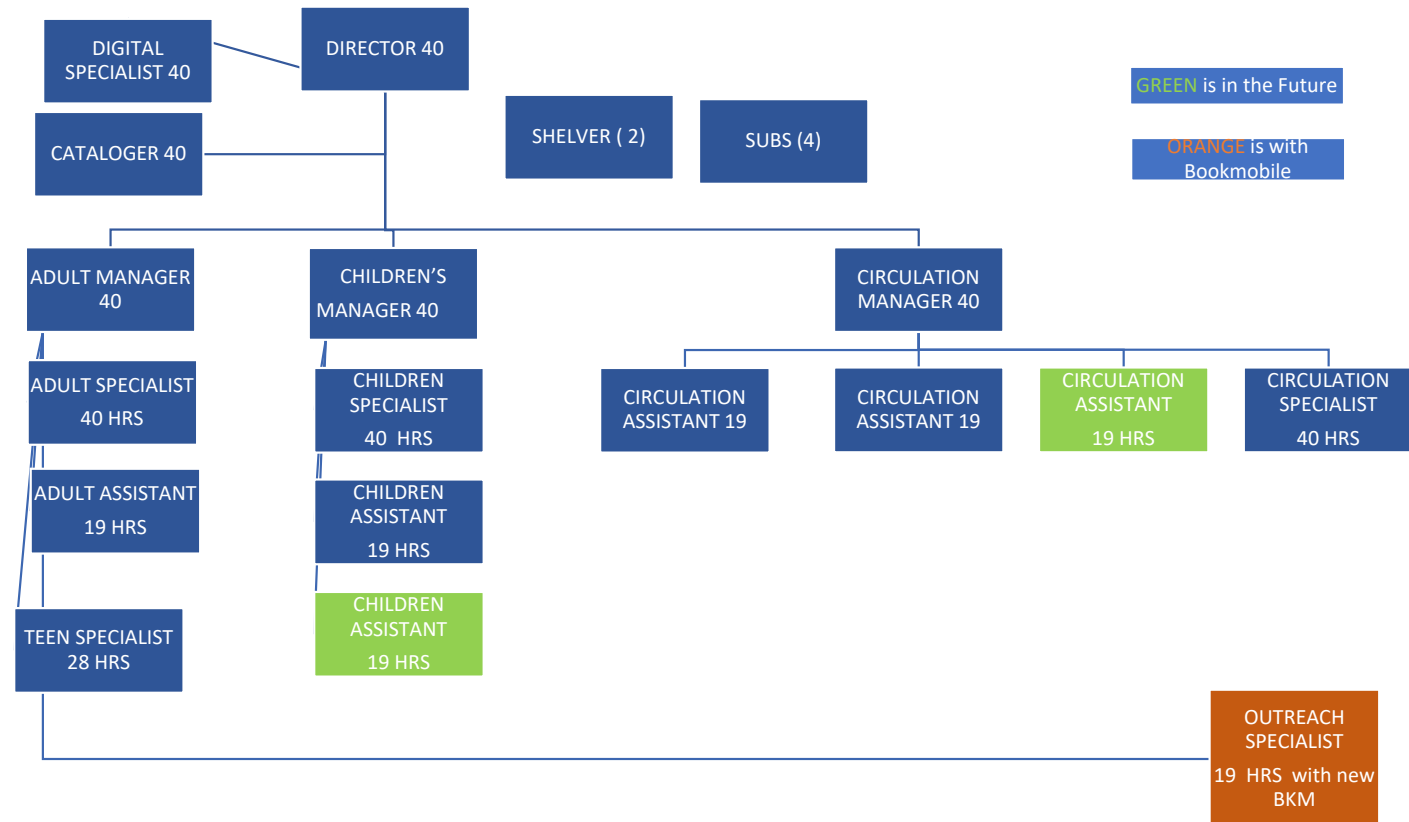 DIGITAL
SPECIALIST 40
DIRECTOR 40
GREEN is in the Future
CATALOGER 40
SHELVER ( 2)
SUBS (4)
ORANGE is with
Bookmobile
ADULT MANAGER
40
CHILDREN'S
MANAGER 40
CIRCULATION
MANAGER 40
ADULT SPECIALIST
40 HRS
CHILDREN
SPECIALIST
40 HRS
CIRCULATION
ASSISTANT 19
CIRCULATION
ASSISTANT 19
CIRCULATION
ASSISTANT
19 HRS
CIRCULATION
SPECIALIST
40 HRS
ADULT ASSISTANT
19 HRS
CHILDREN
ASSISTANT
19 HRS
TEEN SPECIALIST
28 HRS
CHILDREN
ASSISTANT
19 HRS
OUTREACH
SPECIALIST
19 HRS with new
BKM